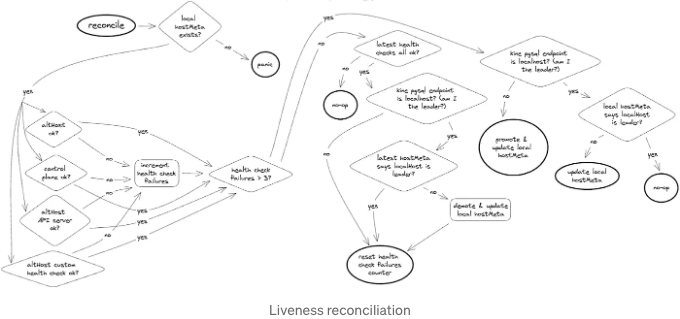 reconcile
local
hostMeta
exists?
no
panic
yes
altHost
ok?
yes
no
control
plane ok?
no
yes
increment
health check
failures
altHost
API server
ok?
no
yes
altHost custom
health check ok?
no
yes
health check
failures > 3?
yes
no
latest health
checks all ok?
no
no-op
yes
kine pgsql endpoint
is localhost? (am I
the leader?)
no
yes
latest hostMeta
says localHost is
leader?
yes
no
demote & update
local hostMeta
reset health
check failures
counter
kine pgsql endpoint
is localhost? (am I
the leader?)
no
promote &
update local
hostMeta
yes
local hostMeta
says localHost
is leader?
no
update local
hostMeta
yes
no-op
Liveness reconciliation